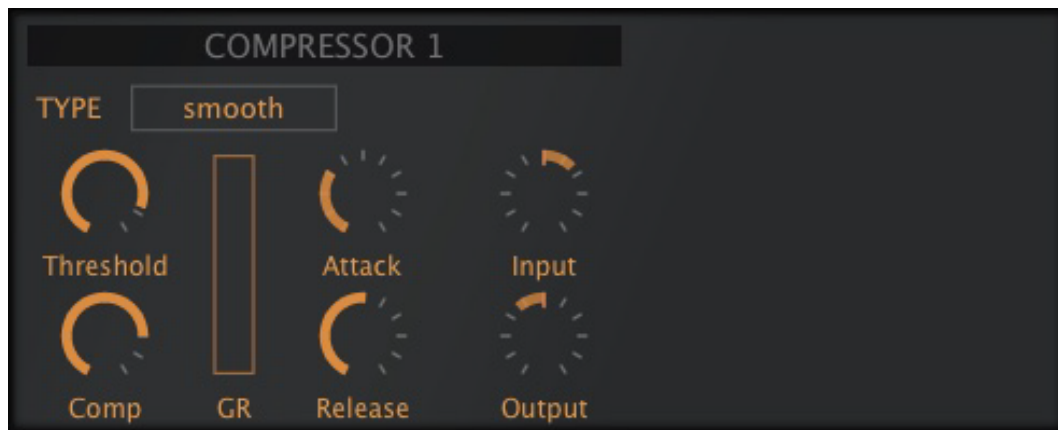 COMPRESSOR 1
TYPE smooth
Threshold Attack Input
Comp GR Release Output